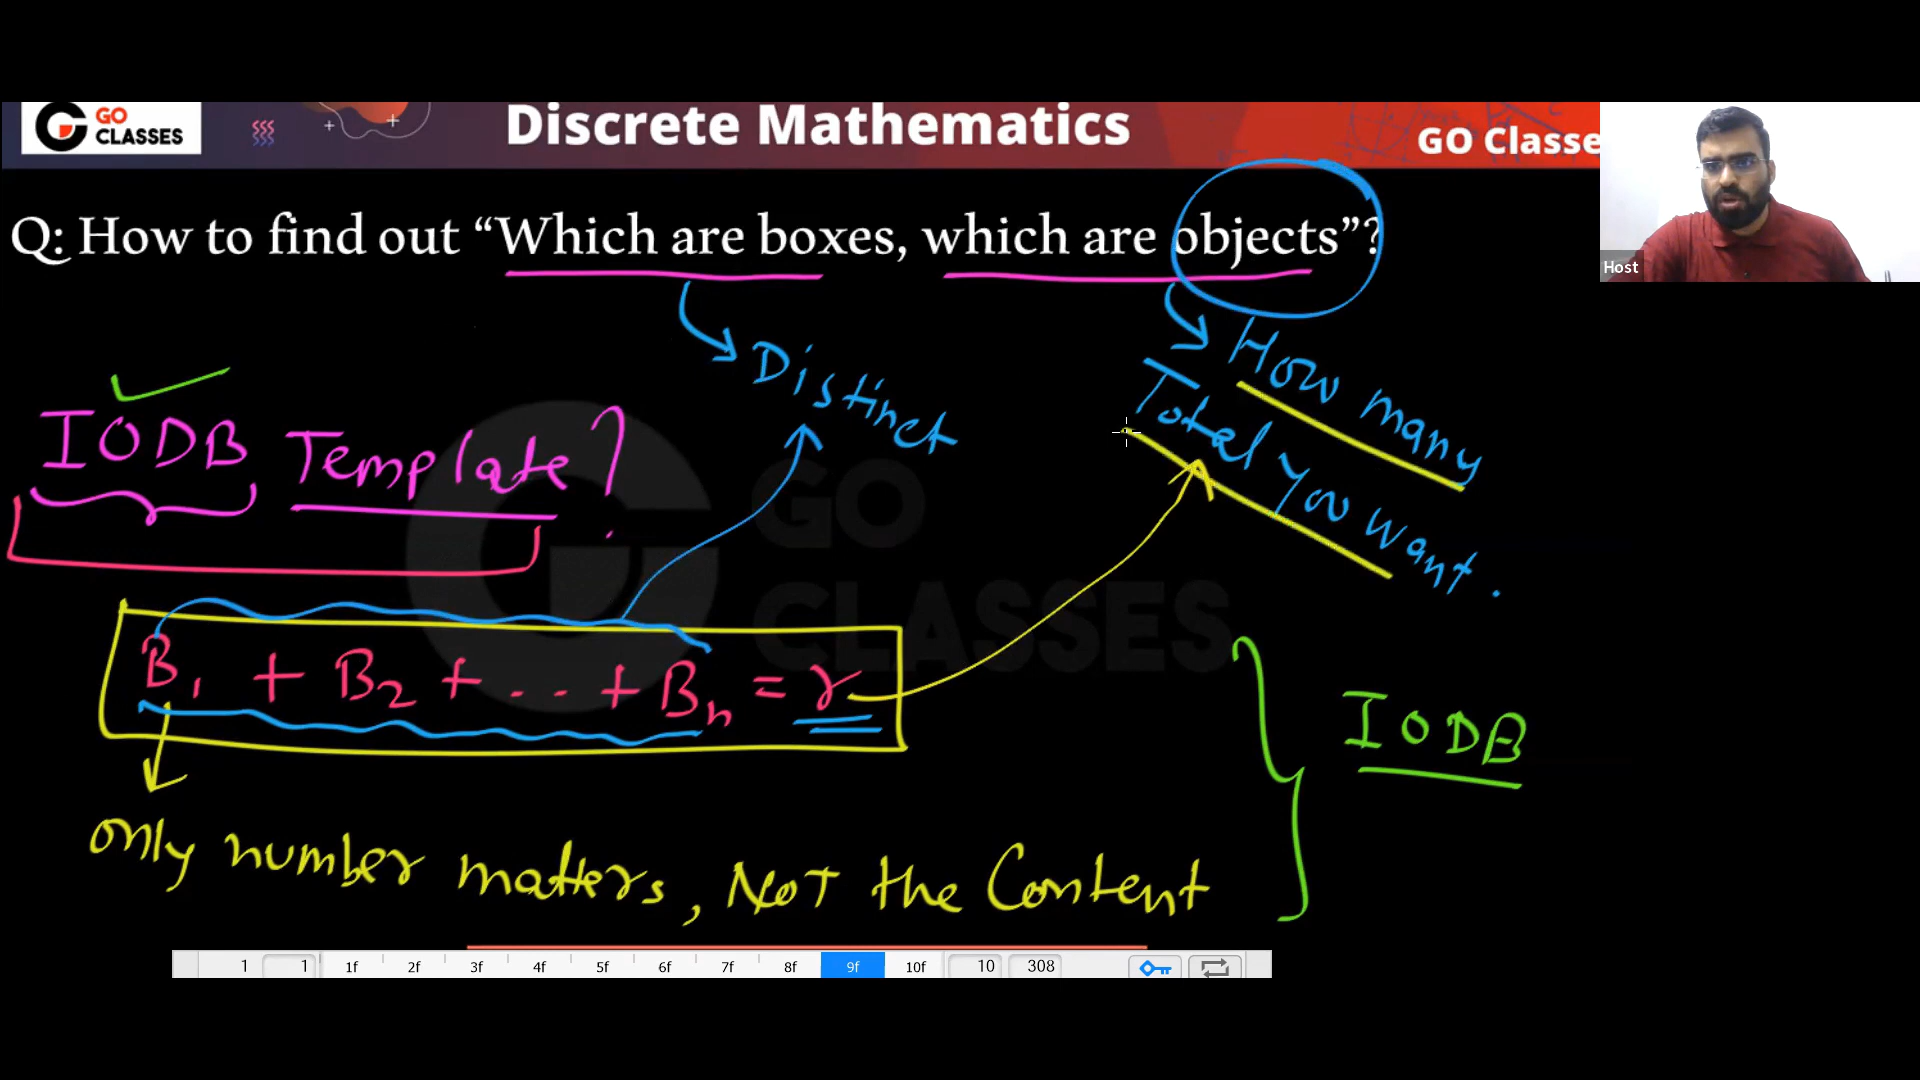 GO
CLASSES
Discrete Mathematics
GO Classe
Host
Q: How to find out “Which are boxes, which are objects”?
Distinct
How many
Total you want.
IODB Template?
GO
CLASSES
B1 + B2 + . . + Bn = r
IODB
only number matters, NOT the Content
1 1 1f 2f 3f 4f 5f 6f 7f 8f 9f 10f 10 308